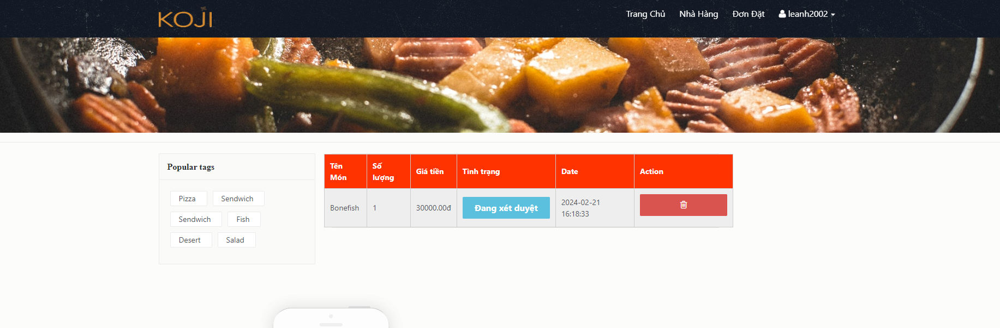 KOJI
Trang Chủ Nhà Hàng Đơn Đặt leanh2002
Popular tags
Pizza Sendwich
Sendwich Fish
Desert Salad
Tên Món Số lượng Giá tiền Tình trạng Date Action
Bonefish 1 30000.00đ Đang xét duyệt 2024-02-21 16:18:33